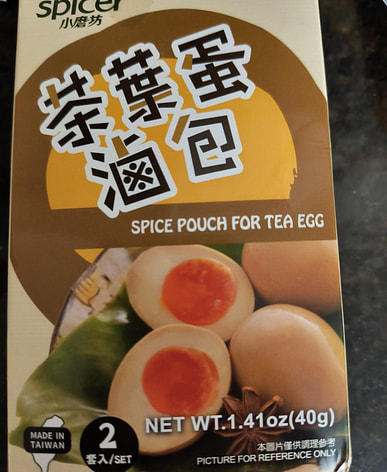 spicer
小磨坊
茶葉蛋
滷包
SPICE POUCH FOR TEA EGG
NET WT.1.41oz(40g)
本圖片僅供調理參考
PICTURE FOR REFERENCE ONLY
MADE IN
TAIWAN
2
套入/SET